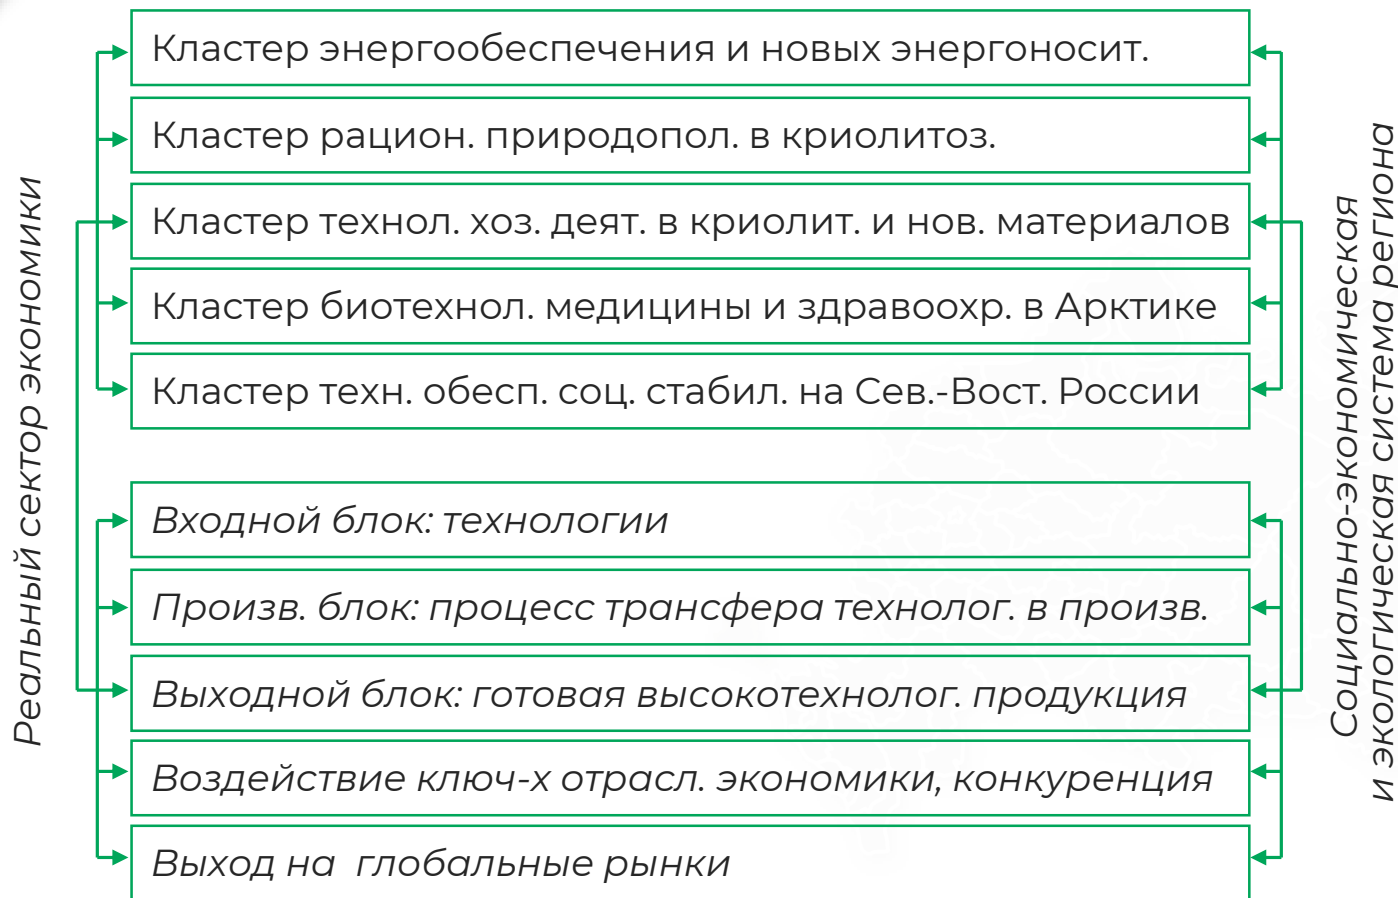 Реальный сектор экономики
Кластер энергообеспечения и новых энергоносит.
Кластер рацион. природопол. в криолитоз.
Кластер технол. хоз. деят. в криолит. и нов. материалов
Кластер биотехнол. медицины и здравоохр. в Арктике
Кластер техн. обесп. соц. стабил. на Сев.-Вост. России
Входной блок: технологии
Произв. блок: процесс трансфера технолог. в произв.
Выходной блок: готовая высокотехнолог. продукция
Воздействие ключ-х отрасл. экономики, конкуренция
Выход на глобальные рынки
Социально-экономическая
и экологическая система региона